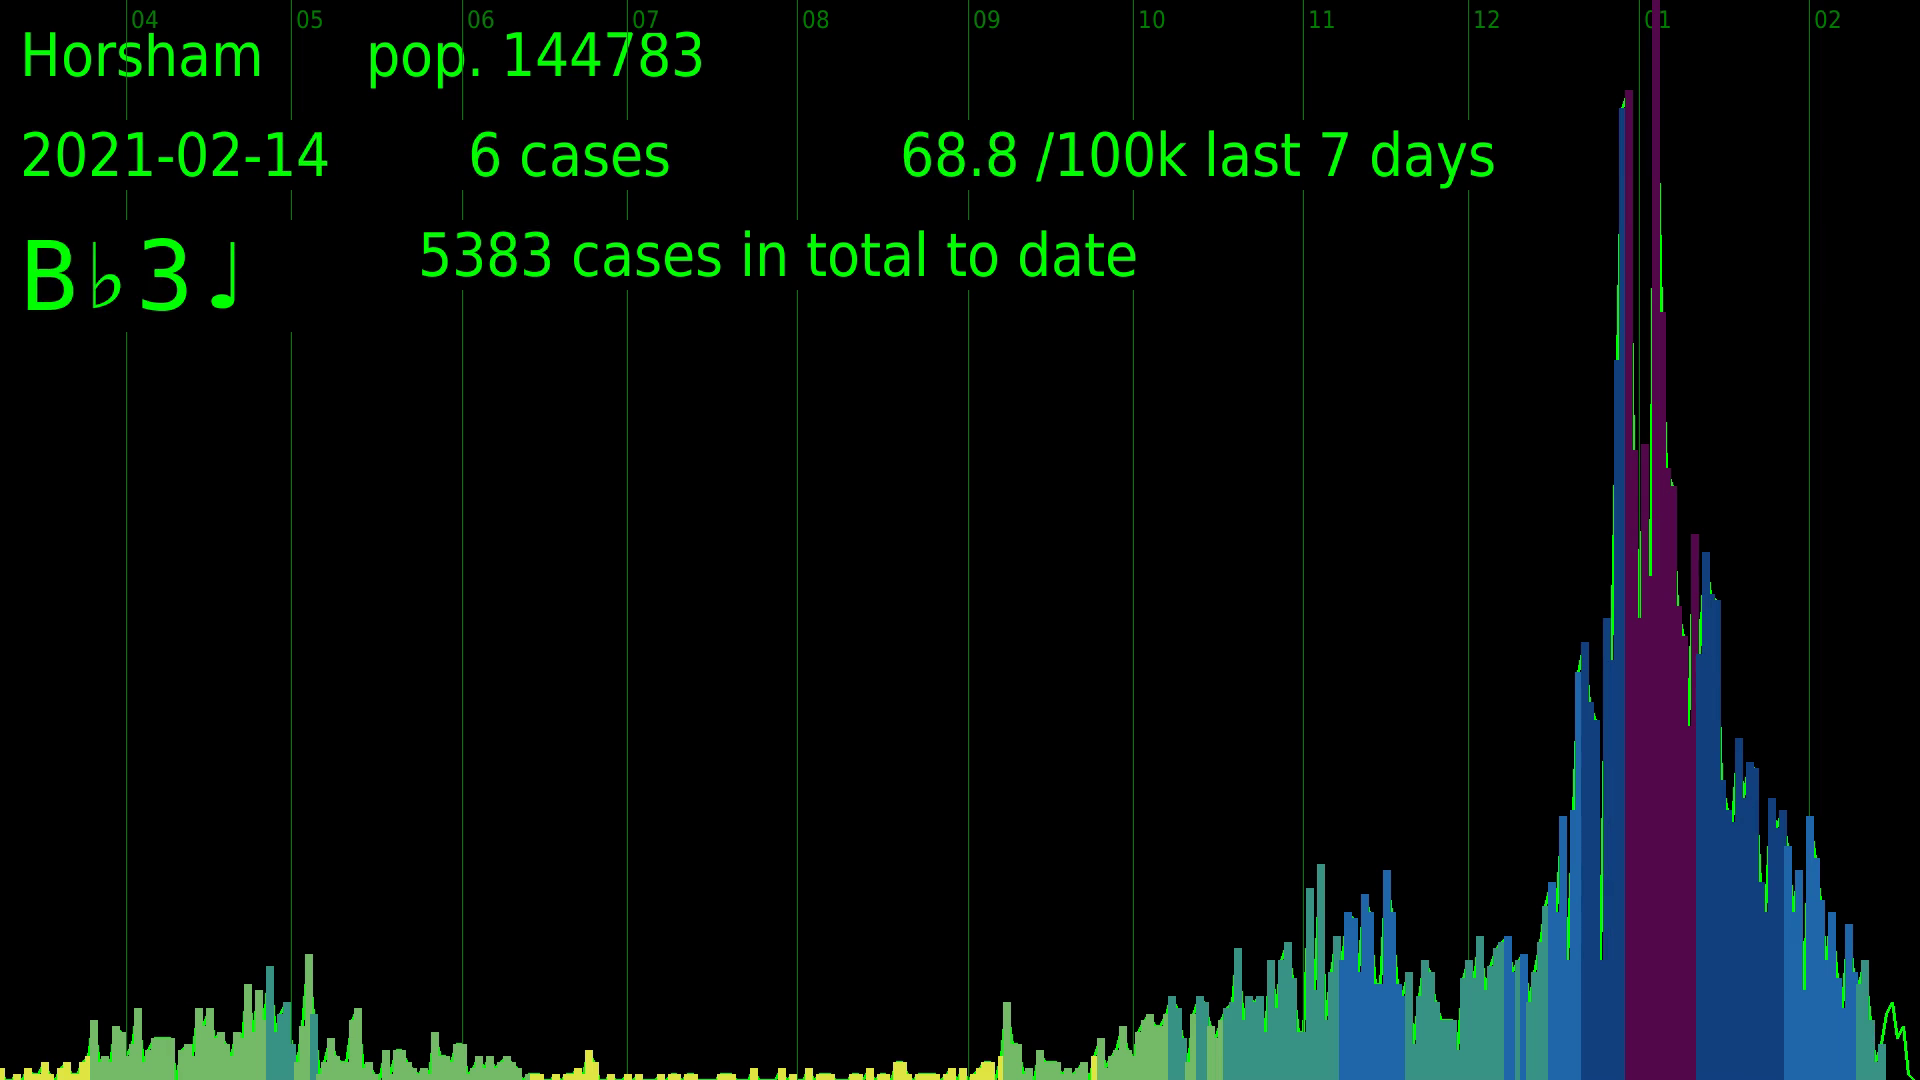 04 05 06 07 08 09 10 11 12 01 02
Horsham pop. 144783
2021-02-14 6 cases 68.8 /100k last 7 days
B♭3♩ 5383 cases in total to date